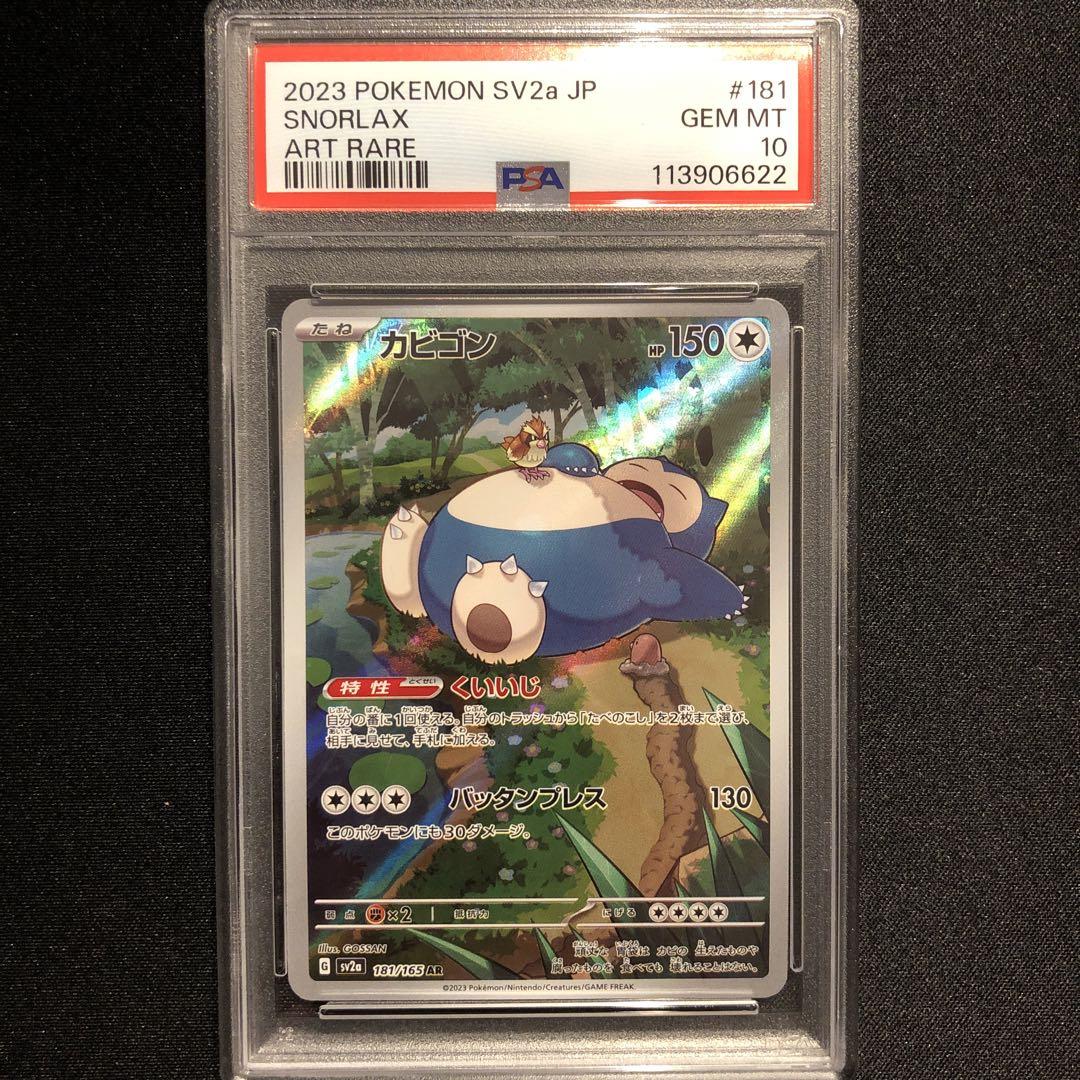 2023 POKEMON SV2a JP #181
SNORLAX GEM MT
ART RARE 10
PSA
113906622
たね カビゴン HP 150
特性 とくせい くいいじ
自分の番に1回使える。自分のトラッシュから「たべのこし」を2枚まで選び、
相手に見せて、手札に加える。
バッタンプレス 130
このポケモンにも30ダメージ。
弱点 ×2 抵抗力 にげる
Illus. GOSSAN
頑丈な 胃袋は カビの 生えたものや
腐ったものを 食べても 壊れることはない。
G sv2a 181/165 AR
©2023 Pokémon/Nintendo/Creatures/GAME FREAK